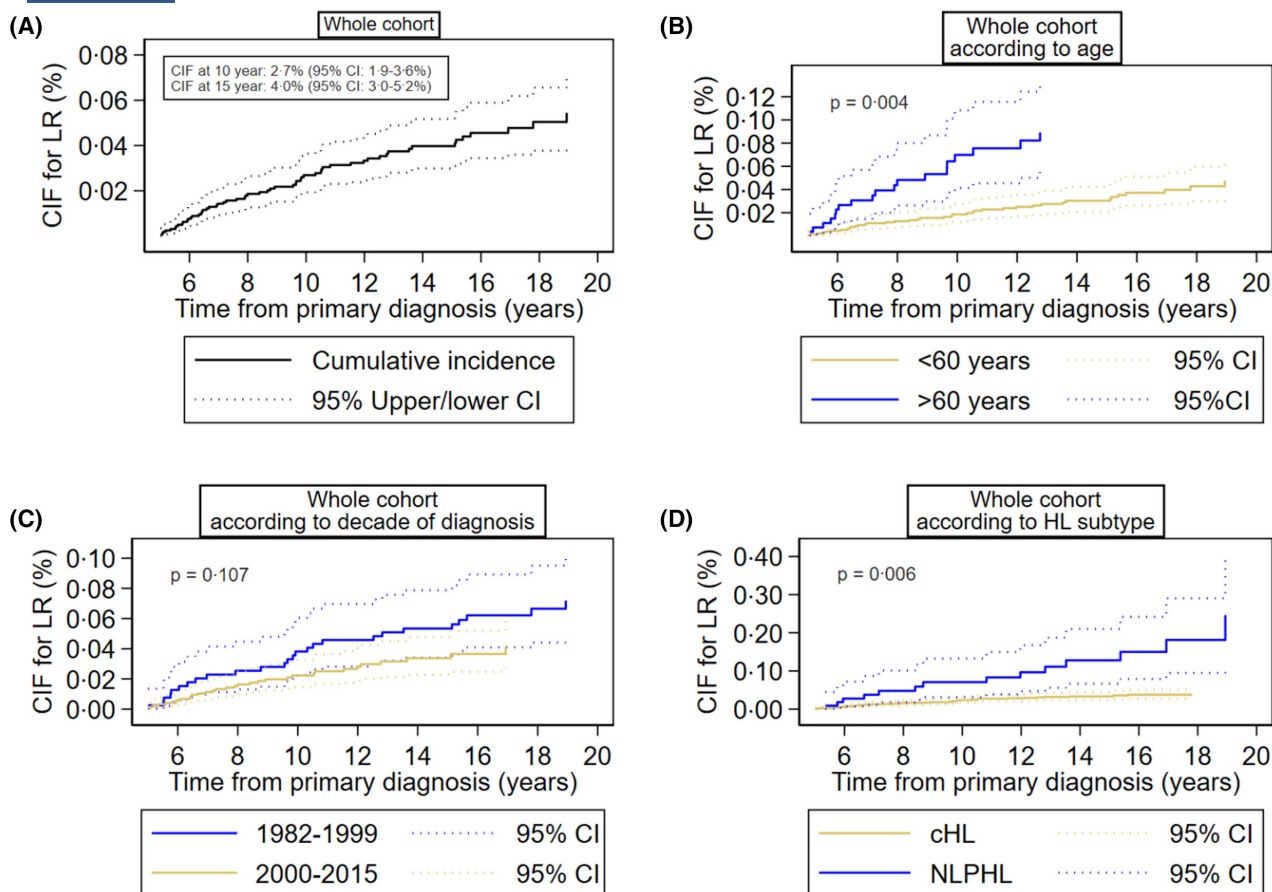 (A)
Whole cohort
CIF for LR (%)
0·08
0·06
0·04
0·02
CIF at 10 year: 2·7% (95% CI: 1·9-3·6%)
CIF at 15 year: 4·0% (95% CI: 3·0-5·2%)
6 8 10 12 14 16 18 20
Time from primary diagnosis (years)
Cumulative incidence
95% Upper/lower CI
(B)
Whole cohort
according to age
CIF for LR (%)
0·12
0·10
0·08
0·06
0·04
0·02
p = 0·004
6 8 10 12 14 16 18 20
Time from primary diagnosis (years)
<60 years 95% CI
>60 years 95%CI
(C)
Whole cohort
according to decade of diagnosis
CIF for LR (%)
0·10
0·08
0·06
0·04
0·02
0·00
p = 0·107
6 8 10 12 14 16 18 20
Time from primary diagnosis (years)
1982-1999 95% CI
2000-2015 95% CI
(D)
Whole cohort
according to HL subtype
CIF for LR (%)
0·40
0·30
0·20
0·10
0·00
p = 0·006
6 8 10 12 14 16 18 20
Time from primary diagnosis (years)
cHL 95% CI
NLPHL 95% CI